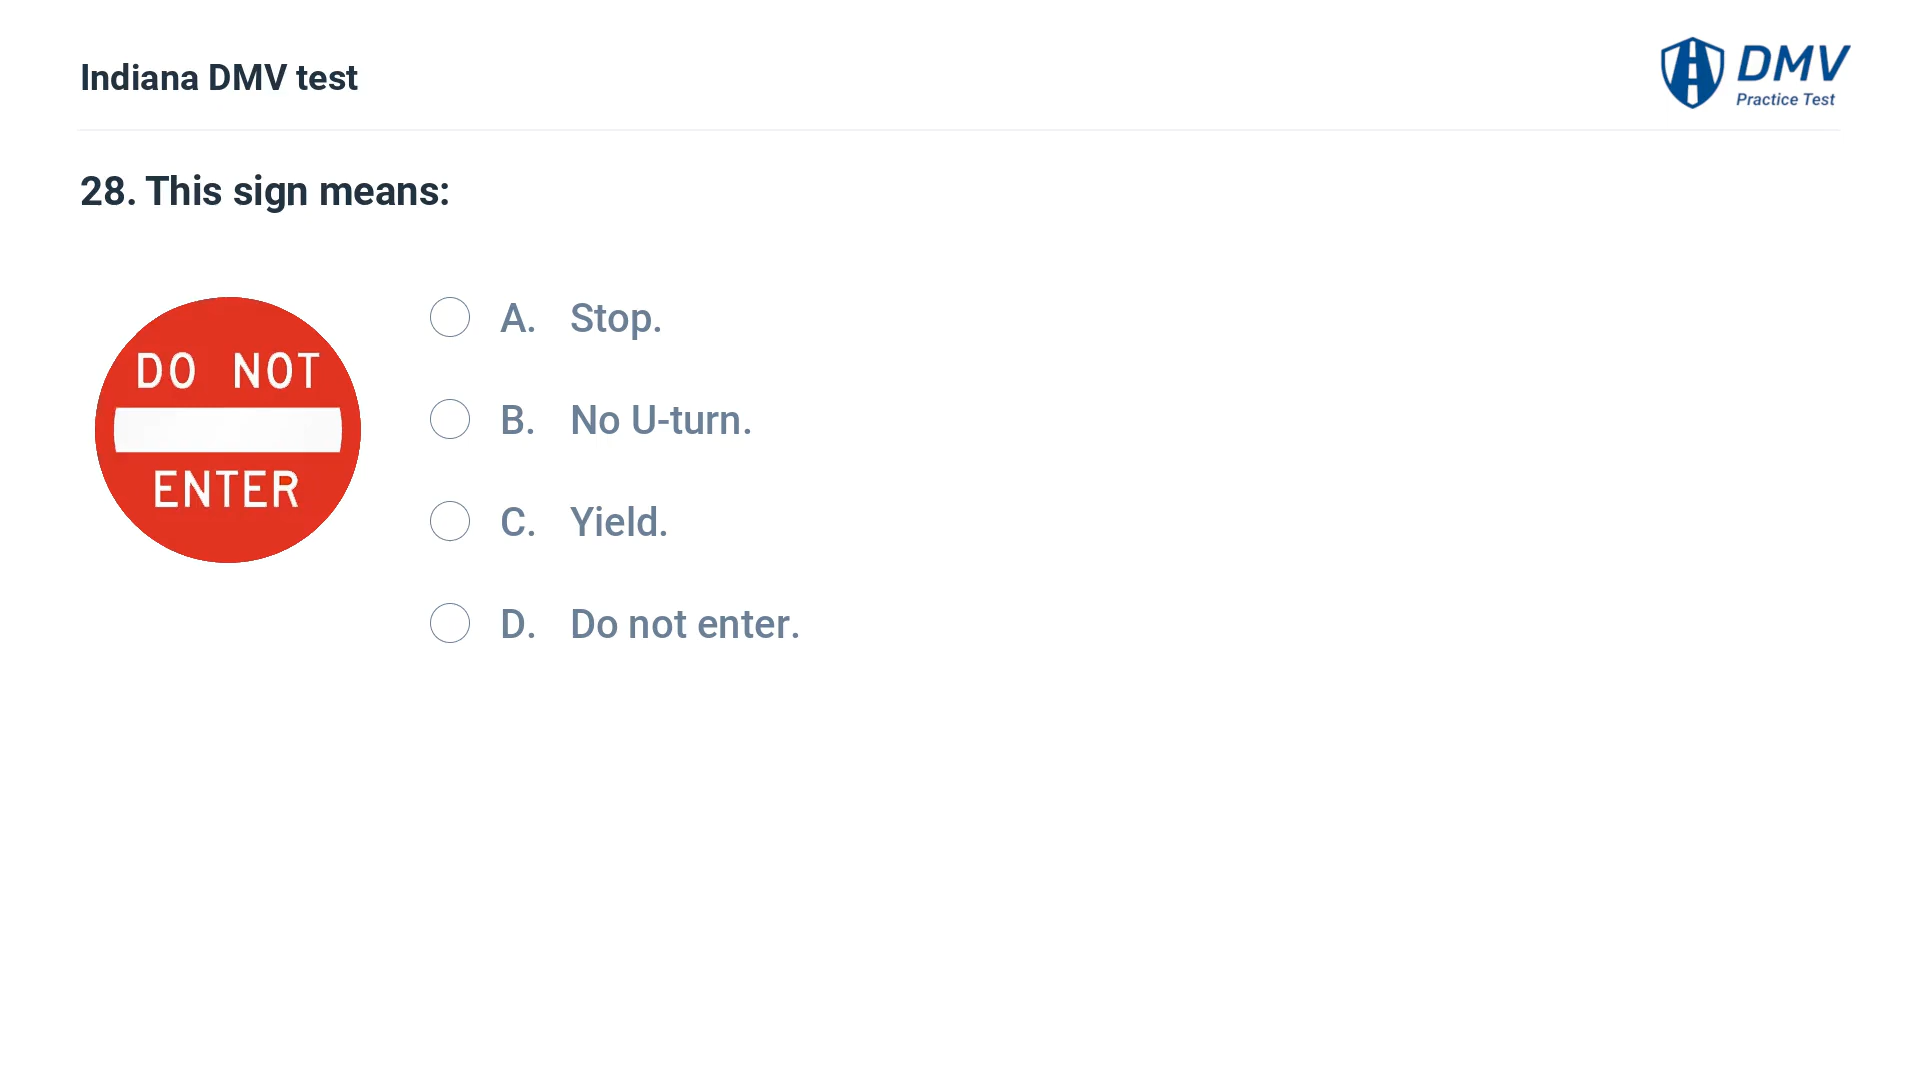 Indiana DMV test
DMV
Practice Test
28. This sign means:
DO NOT
ENTER
A. Stop.
B. No U-turn.
C. Yield.
D. Do not enter.